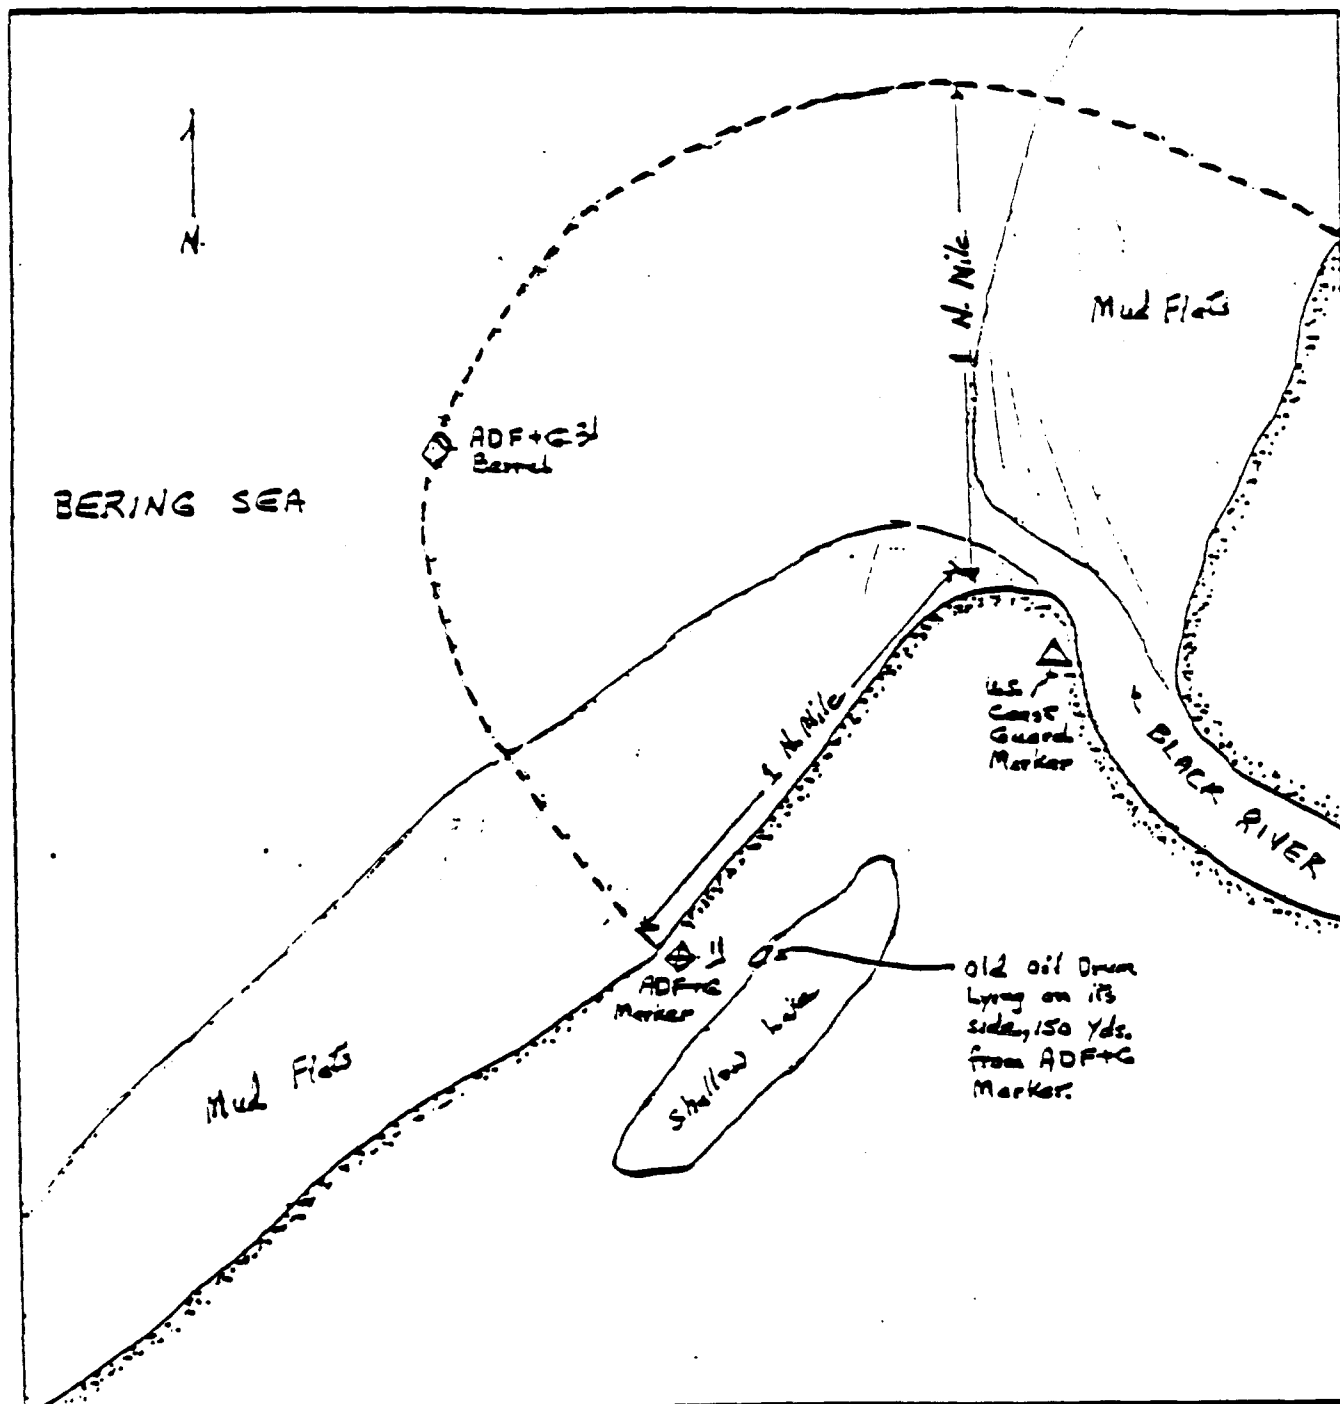 N.
1 N. Mile
Mud Flats
ADF+G 3/
Barrel
BERING SEA
U.S.
Coast
Guard
Marker
BLACK RIVER
1 N. Mile
ADF+G
Marker
Shallow Lake
Old Oil Drum
Lying on its
side, 150 Yds.
from ADF+G
Marker.
Mud Flats